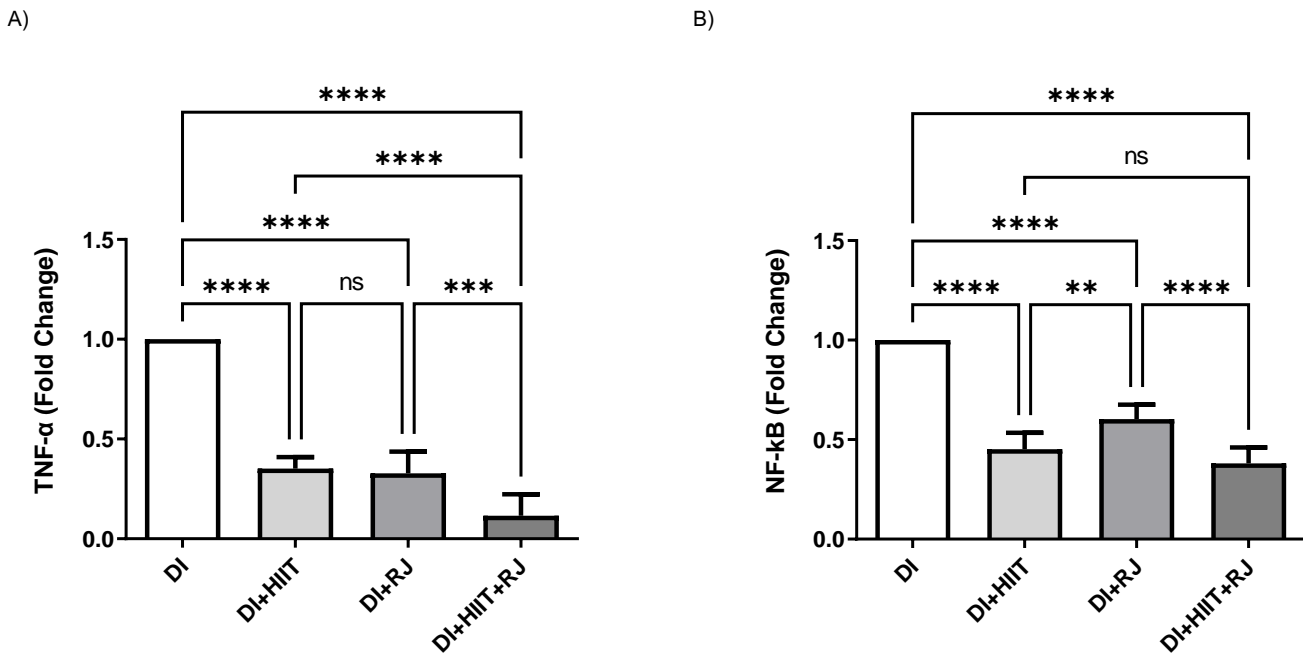 A)
****
****
****
****
ns
***
TNF-α (Fold Change)
1.5
1.0
0.5
0.0
DI
DI+HIIT
DI+RJ
DI+HIIT+RJ
B)
****
ns
****
****
**
****
NF-kB (Fold Change)
1.5
1.0
0.5
0.0
DI
DI+HIIT
DI+RJ
DI+HIIT+RJ